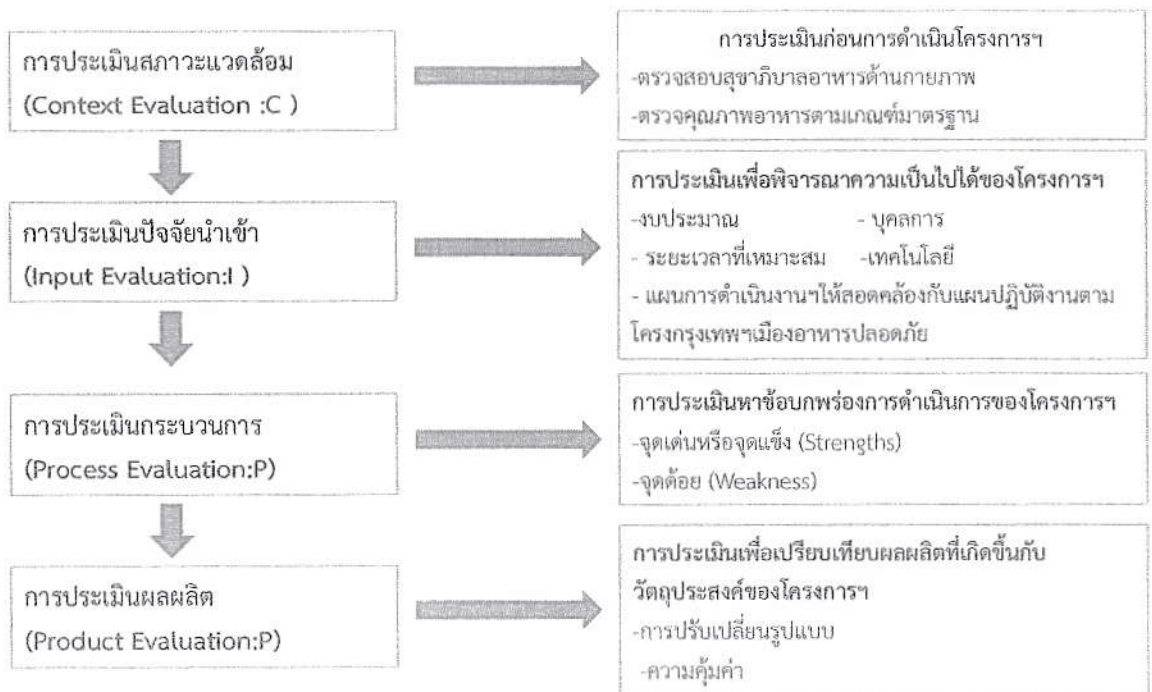 การประเมินสภาวะแวดล้อม
(Context Evaluation :C )
การประเมินก่อนการดำเนินโครงการฯ
-ตรวจสอบสุขาภิบาลอาหารด้านกายภาพ
-ตรวจคุณภาพอาหารตามเกณฑ์มาตรฐาน
การประเมินปัจจัยนำเข้า
(Input Evaluation:I )
การประเมินเพื่อพิจารณาความเป็นไปได้ของโครงการฯ
-งบประมาณ - บุคลการ
- ระยะเวลาที่เหมาะสม -เทคโนโลยี
- แผนการดำเนินงานฯให้สอดคล้องกับแผนปฏิบัติงานตาม
โครงกรุงเทพฯเมืองอาหารปลอดภัย
การประเมินกระบวนการ
(Process Evaluation:P)
การประเมินหาข้อบกพร่องการดำเนินการของโครงการฯ
-จุดเด่นหรือจุดแข็ง (Strengths)
-จุดด้อย (Weakness)
การประเมินผลผลิต
(Product Evaluation:P)
การประเมินเพื่อเปรียบเทียบผลผลิตที่เกิดขึ้นกับ
วัตถุประสงค์ของโครงการฯ
-การปรับเปลี่ยนรูปแบบ
-ความคุ้มค่า